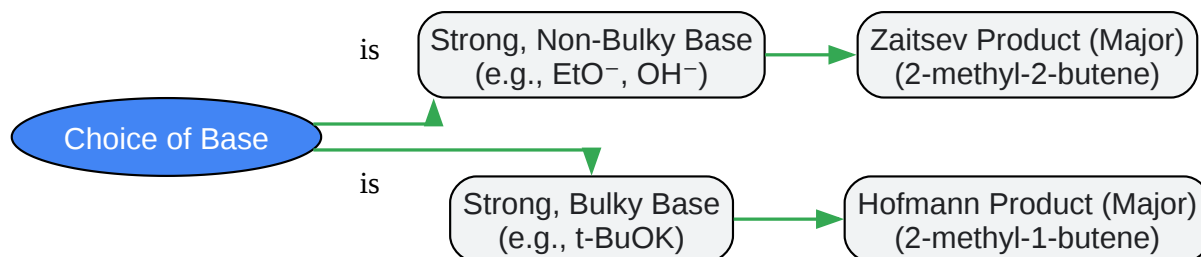 is
Strong, Non-Bulky Base
(e.g., EtO⁻, OH⁻)
Zaitsev Product (Major)
(2-methyl-2-butene)
Choice of Base
is
Strong, Bulky Base
(e.g., t-BuOK)
Hofmann Product (Major)
(2-methyl-1-butene)